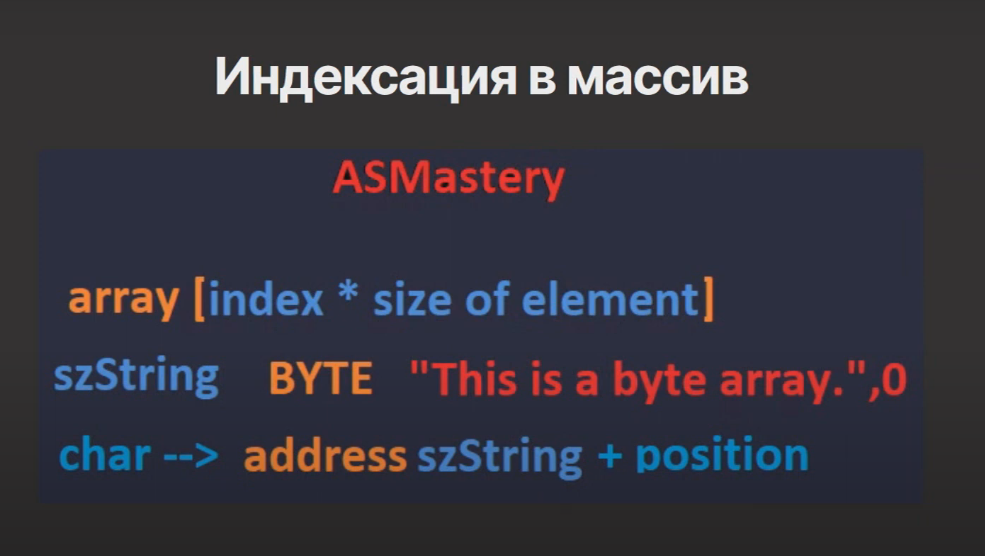 Индексация в массив
ASMastery
array [index * size of element]
szString BYTE "This is a byte array.",0
char --> address szString + position